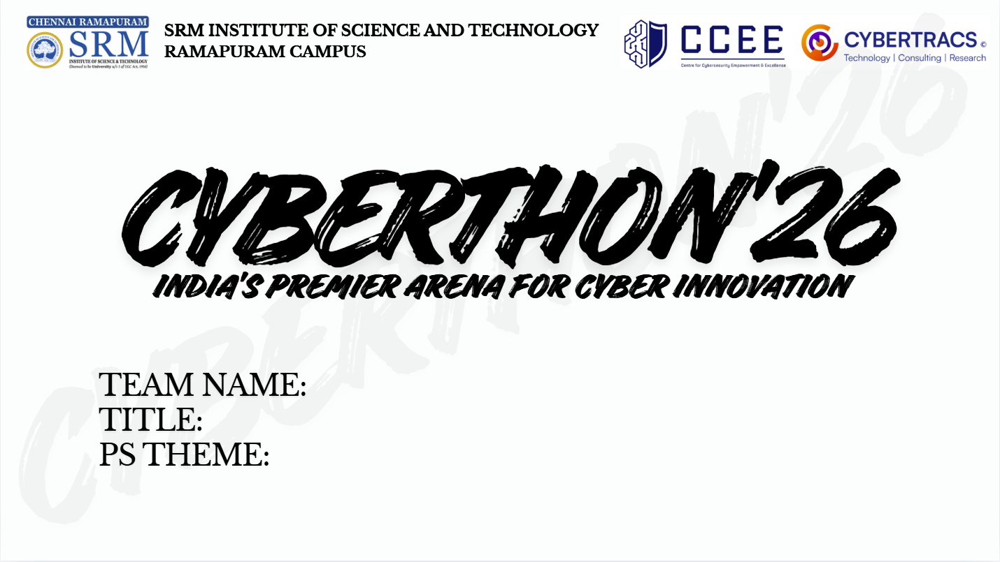 CHENNAI RAMAPURAM
SRM
INSTITUTE OF SCIENCE & TECHNOLOGY
(Deemed to be University u/s 3 of UGC Act, 1956)
SRM INSTITUTE OF SCIENCE AND TECHNOLOGY
RAMAPURAM CAMPUS
CCEE
Centre for Cybersecurity Empowerment & Excellence
CYBERTRACS ©
Technology | Consulting | Research
CYBERTHON'26
CYBERTHON'26
INDIA'S PREMIER ARENA FOR CYBER INNOVATION
TEAM NAME:
TITLE:
PS THEME: